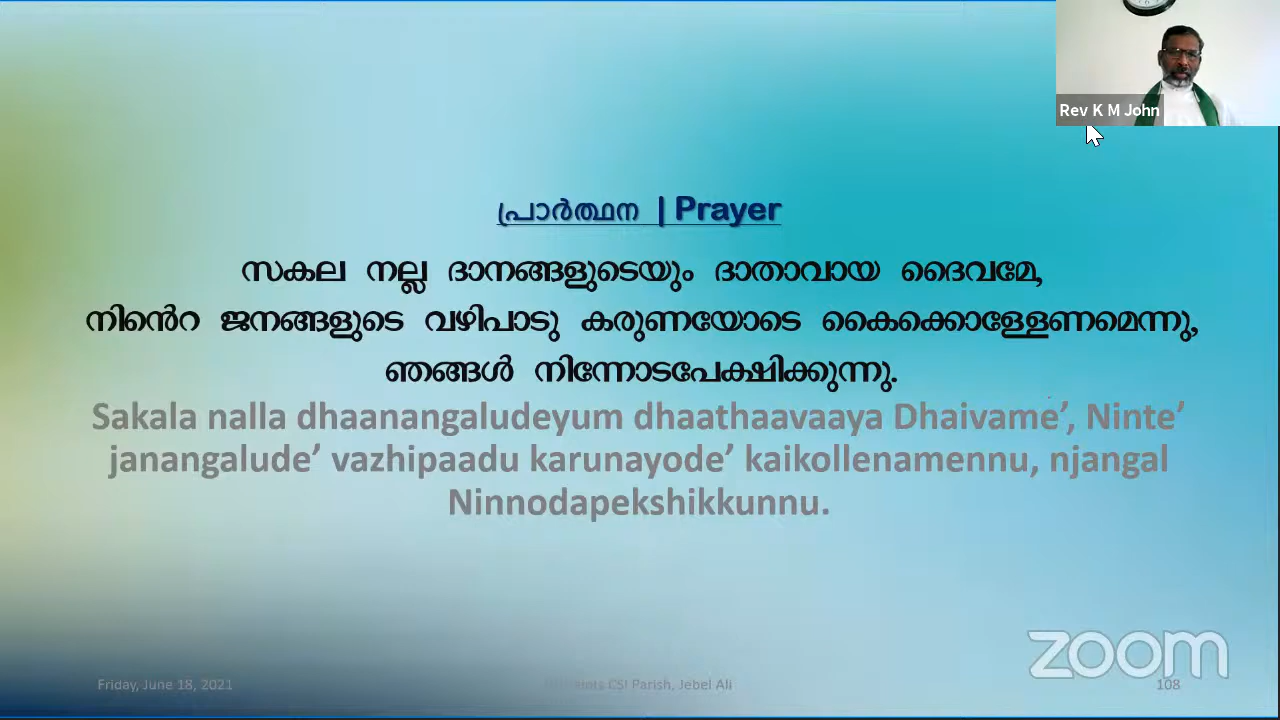 Rev K M John
പ്രാർത്ഥന | Prayer
സകല നല്ല ദാനങ്ങളുടെയും ദാതാവായ ദൈവമേ,
നിൻെറ ജനങ്ങളുടെ വഴിപാടു കരുണയോടെ കൈക്കൊള്ളേണമെന്നു,
ഞങ്ങൾ നിന്നോടപേക്ഷിക്കുന്നു.
Sakala nalla dhaanangaludeyum dhaathaavaaya Dhaivame’, Ninte’
janangalude’ vazhipaadu karunayode’ kaikollenamennu, njangal
Ninnodapekshikkunnu.
zoom
Friday, June 18, 2021 CSI Parish, Jebel Ali 108